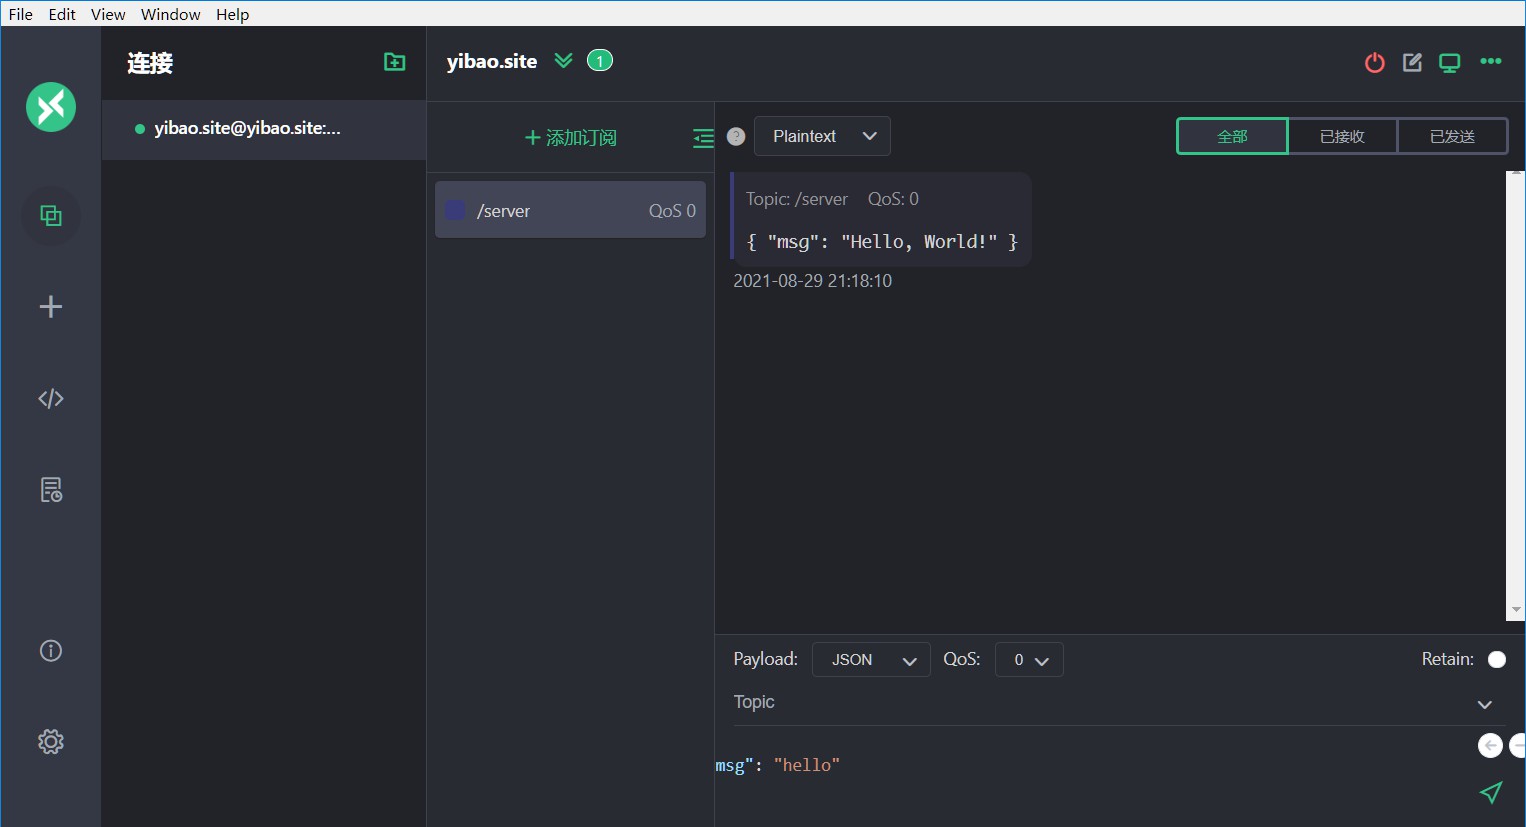 File Edit View Window Help
连接
yibao.site@yibao.site:...
yibao.site 1
添加订阅
/server QoS 0
Plaintext
全部 已接收 已发送
Topic: /server QoS: 0
{ "msg": "Hello, World!" }
2021-08-29 21:18:10
Payload: JSON QoS: 0 Retain:
Topic
msg": "hello"